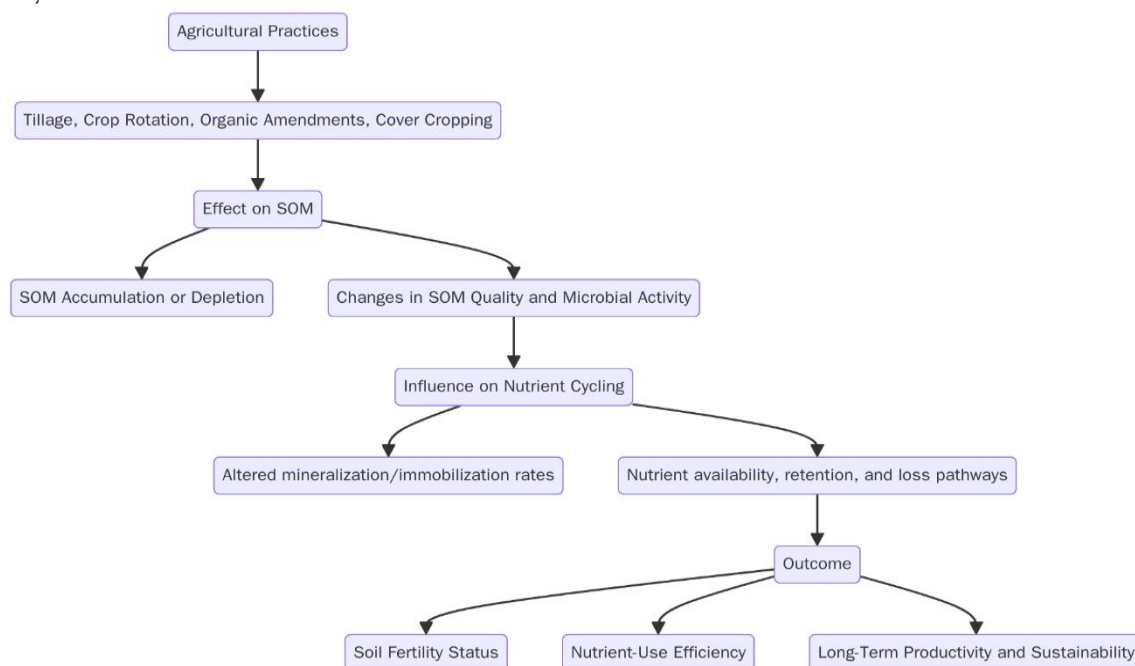 Agricultural Practices
Tillage, Crop Rotation, Organic Amendments, Cover Cropping
Effect on SOM
SOM Accumulation or Depletion
Changes in SOM Quality and Microbial Activity
Influence on Nutrient Cycling
Altered mineralization/immobilization rates
Nutrient availability, retention, and loss pathways
Outcome
Soil Fertility Status
Nutrient-Use Efficiency
Long-Term Productivity and Sustainability